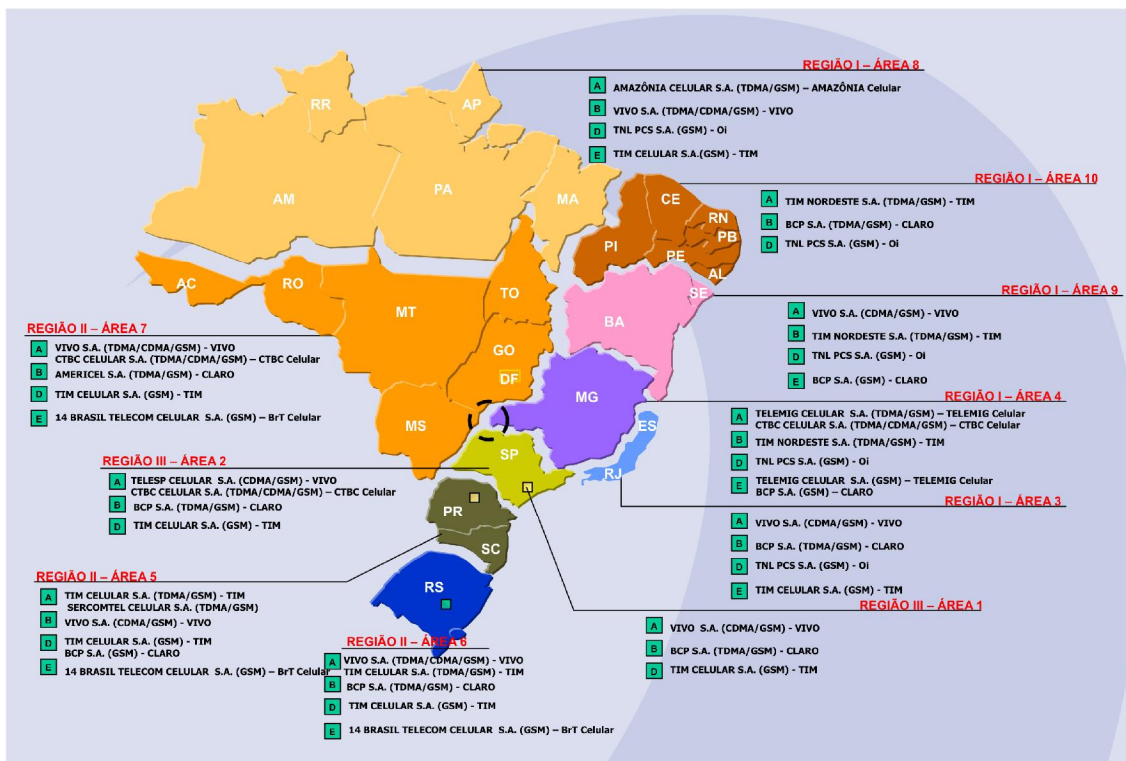 REGIÃO I – ÁREA 8
A AMAZÔNIA CELULAR S.A. (TDMA/GSM) – AMAZÔNIA Celular
B VIVO S.A. (TDMA/CDMA/GSM) - VIVO
D TNL PCS S.A. (GSM) - Oi
E TIM CELULAR S.A.(GSM) - TIM
REGIÃO I – ÁREA 10
A TIM NORDESTE S.A. (TDMA/GSM) - TIM
B BCP S.A. (TDMA/GSM) - CLARO
D TNL PCS S.A. (GSM) - Oi
REGIÃO I – ÁREA 9
A VIVO S.A. (CDMA/GSM) - VIVO
B TIM NORDESTE S.A. (TDMA/GSM) - TIM
D TNL PCS S.A. (GSM) - Oi
E BCP S.A. (GSM) - CLARO
REGIÃO I – ÁREA 4
A TELEMIG CELULAR S.A. (TDMA/GSM) – TELEMIG Celular
CTBC CELULAR S.A. (TDMA/CDMA/GSM) – CTBC Celular
B TIM NORDESTE S.A. (TDMA/GSM) - TIM
D TNL PCS S.A. (GSM) - Oi
E TELEMIG CELULAR S.A. (GSM) – TELEMIG Celular
BCP S.A. (GSM) – CLARO
REGIÃO I – ÁREA 3
A VIVO S.A. (CDMA/GSM) - VIVO
B BCP S.A. (TDMA/GSM) - CLARO
D TNL PCS S.A. (GSM) - Oi
E TIM CELULAR S.A. (GSM) - TIM
REGIÃO III - ÁREA 1
A VIVO S.A. (CDMA/GSM) - VIVO
B BCP S.A. (TDMA/GSM) - CLARO
D TIM CELULAR S.A. (GSM) - TIM
REGIÃO II – ÁREA 7
A VIVO S.A. (TDMA/CDMA/GSM) - VIVO
CTBC CELULAR S.A. (TDMA/CDMA/GSM) – CTBC Celular
B AMERICEL S.A. (TDMA/GSM) - CLARO
D TIM CELULAR S.A. (GSM) - TIM
E 14 BRASIL TELECOM CELULAR S.A. (GSM) – BrT Celular
REGIÃO III - ÁREA 2
A TELESP CELULAR S.A. (CDMA/GSM) - VIVO
CTBC CELULAR S.A. (TDMA/CDMA/GSM) – CTBC Celular
B BCP S.A. (TDMA/GSM) - CLARO
D TIM CELULAR S.A. (GSM) - TIM
REGIÃO II – ÁREA 5
A TIM CELULAR S.A. (TDMA/GSM) - TIM
SERCOMTEL CELULAR S.A. (TDMA/GSM)
B VIVO S.A. (CDMA/GSM) - VIVO
D TIM CELULAR S.A. (GSM) - TIM
BCP S.A. (GSM) - CLARO
E 14 BRASIL TELECOM CELULAR S.A. (GSM) – BrT Celular
REGIÃO II – ÁREA 6
A VIVO S.A. (TDMA/CDMA/GSM) - VIVO
TIM CELULAR S.A. (TDMA/GSM) - TIM
B BCP S.A. (TDMA/GSM) - CLARO
D TIM CELULAR S.A. (GSM) - TIM
E 14 BRASIL TELECOM CELULAR S.A. (GSM) – BrT Celular
RR
AP
AM
PA
MA
CE
RN
PB
PI
PE
AL
AC
RO
MT
TO
SE
BA
GO
DF
MG
MS
ES
SP
RJ
PR
SC
RS